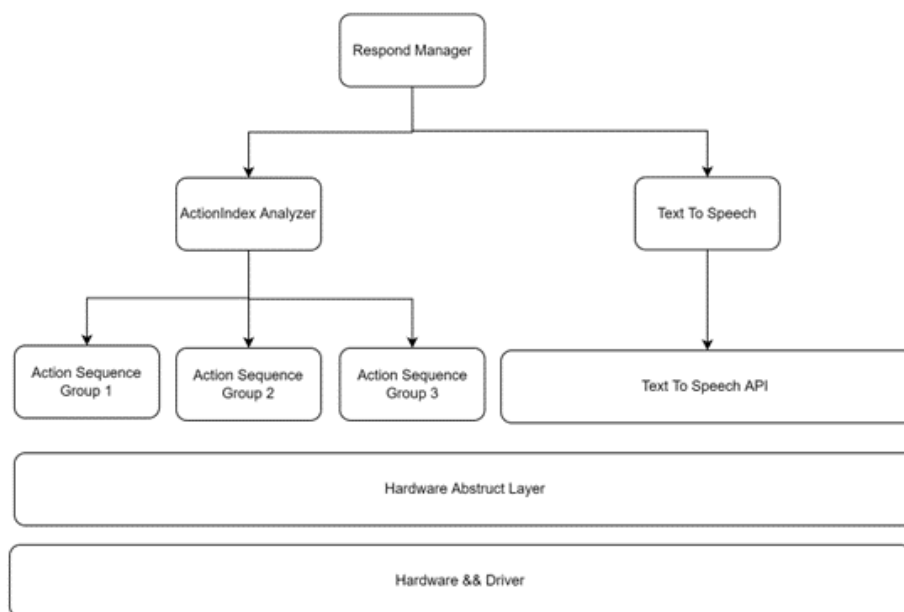 Respond Manager
ActionIndex Analyzer
Text To Speech
Action Sequence
Group 1
Action Sequence
Group 2
Action Sequence
Group 3
Text To Speech API
Hardware Abstruct Layer
Hardware && Driver